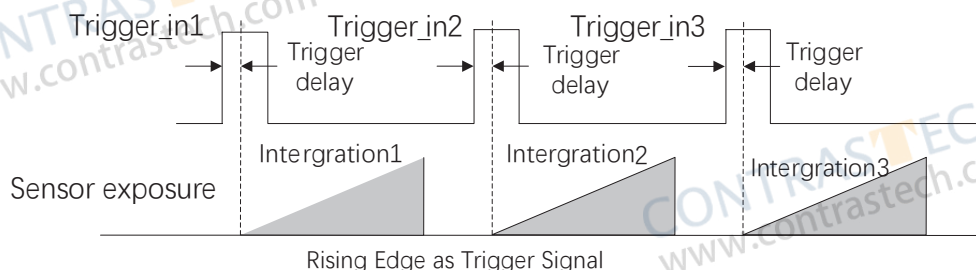 CONTRASTECH
www.contrastech.com
Trigger_in1
Trigger_in2
Trigger_in3
Trigger
delay
Trigger
delay
Trigger
delay
Intergration1
Intergration2
Intergration3
Sensor exposure
Rising Edge as Trigger Signal